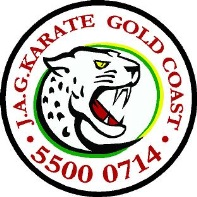 J.A.G. KARATE GOLD COAST
· 5500 0714 ·